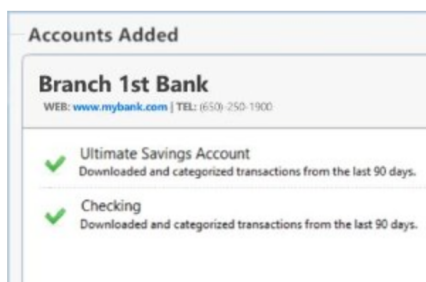 Accounts Added
Branch 1st Bank
WEB: www.mybank.com | TEL: (650)-250-1900
Ultimate Savings Account
Downloaded and categorized transactions from the last 90 days.
Checking
Downloaded and categorized transactions from the last 90 days.